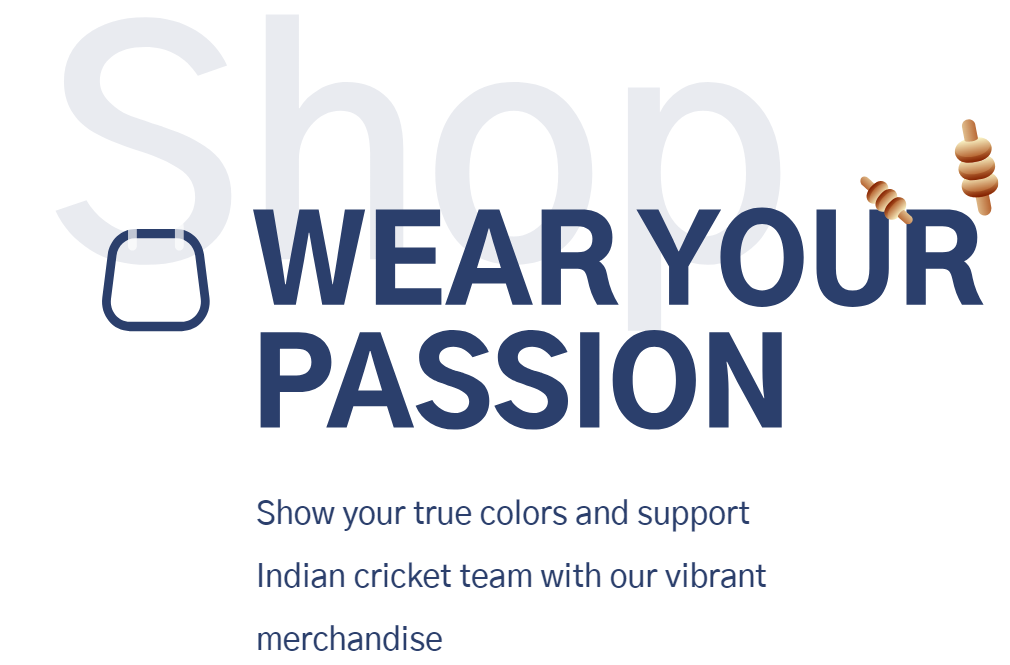 Shop
WEAR YOUR
PASSION
Show your true colors and support
Indian cricket team with our vibrant
merchandise